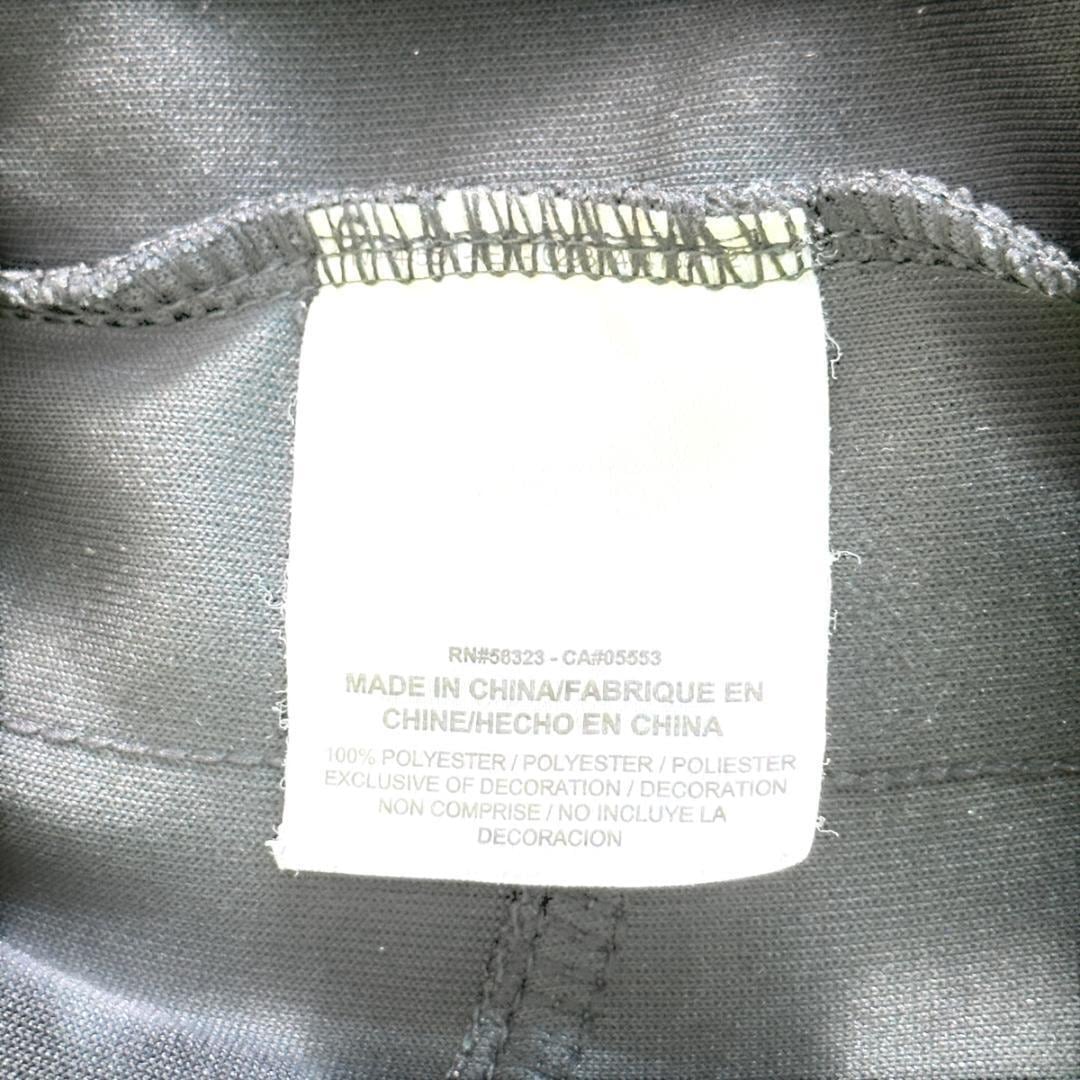 RN#58323 - CA#05553
MADE IN CHINA/FABRIQUE EN
CHINE/HECHO EN CHINA
100% POLYESTER / POLYESTER / POLIESTER
EXCLUSIVE OF DECORATION / DECORATION
NON COMPRISE / NO INCLUYE LA
DECORACION